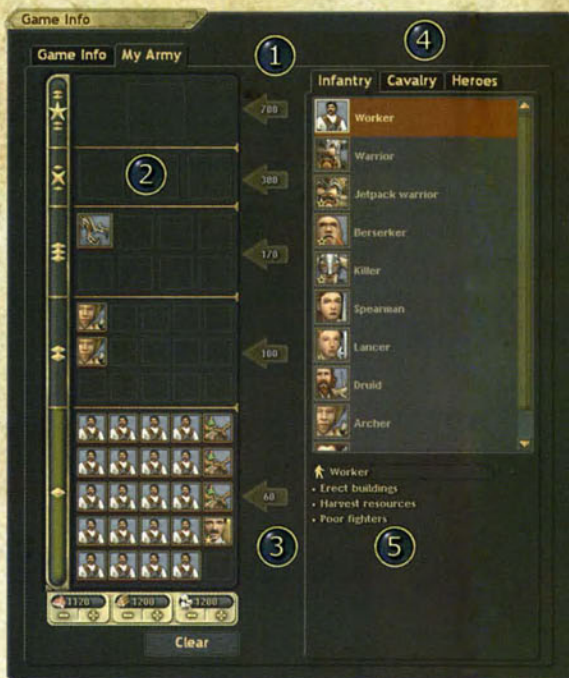 Game Info
Game Info
My Army
1
2
3
700
300
170
100
60
1120
1200
1200
Clear
4
Infantry
Cavalry
Heroes
Worker
Warrior
Jetpack warrior
Berserker
Killer
Spearman
Lancer
Druid
Archer
Worker
• Erect buildings
• Harvest resources
• Poor fighters
5